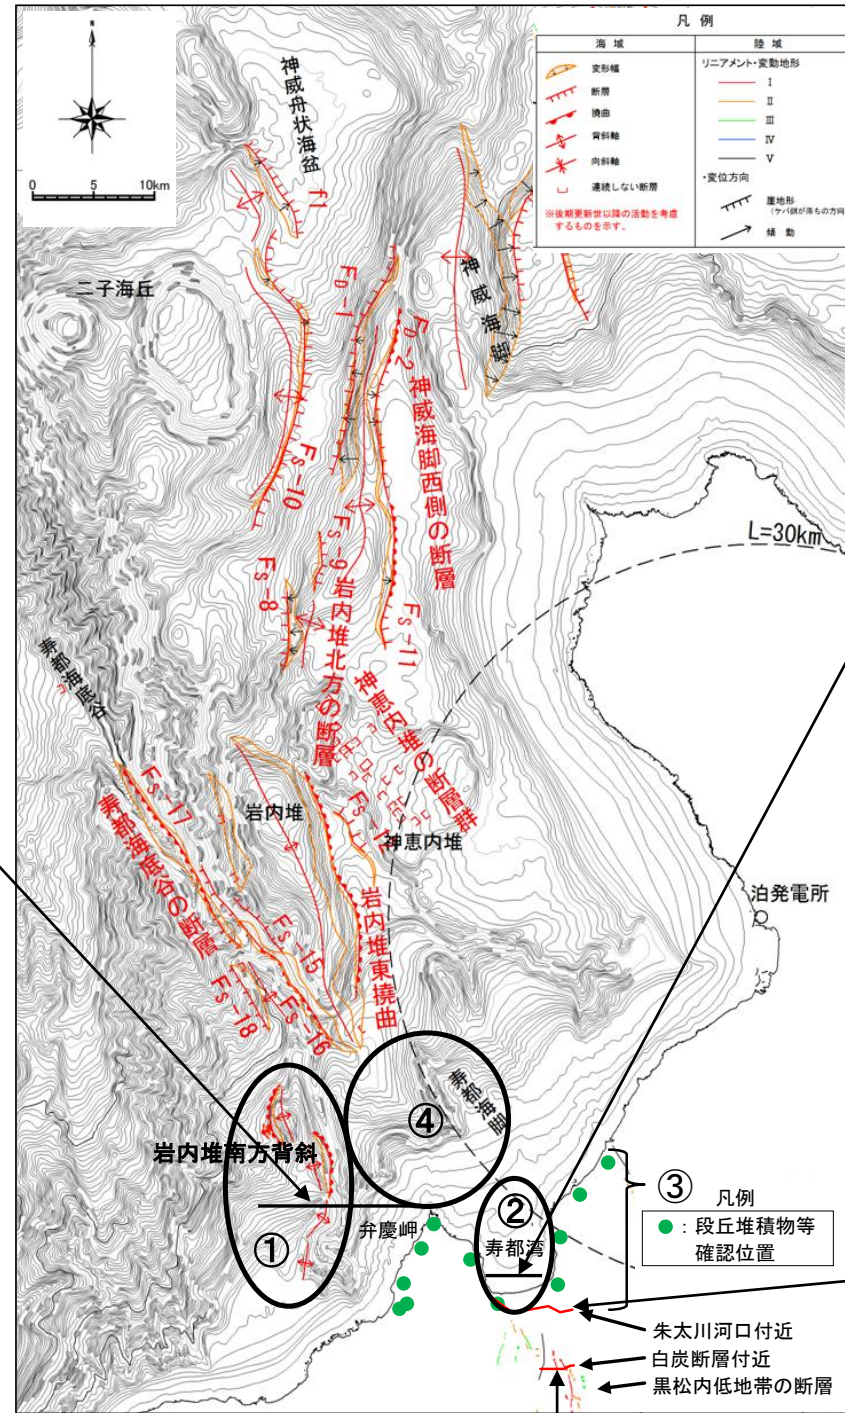 N
0 5 10km
凡 例
海 域
陸 域
変形幅
断層
撓曲
背斜軸
向斜軸
連続しない断層
※後期更新世以降の活動を考慮
するものを示す。
リニアメント・変動地形
Ⅰ
Ⅱ
Ⅲ
Ⅳ
Ⅴ
・変位方向
崖地形
(ケバ側が落ちの方向)
傾 動
神威舟状海盆
f1
二子海丘
FD-1
神威海脚
FD-2
神威海脚西側の断層
Fs-10
L=30km
Fs-9
岩内堆北方の断層
Fs-8
Fs-11
寿都海底谷
神恵内堆の断層群
Fs-17
寿都海底谷の断層
岩内堆
Fs-12
神恵内堆
泊発電所
岩内堆東撓曲
Fs-15
Fs-16
Fs-18
寿都海脚
④
岩内堆南方背斜
①
弁慶岬
②
寿都湾
③
凡例
:段丘堆積物等
確認位置
朱太川河口付近
白炭断層付近
黒松内低地帯の断層